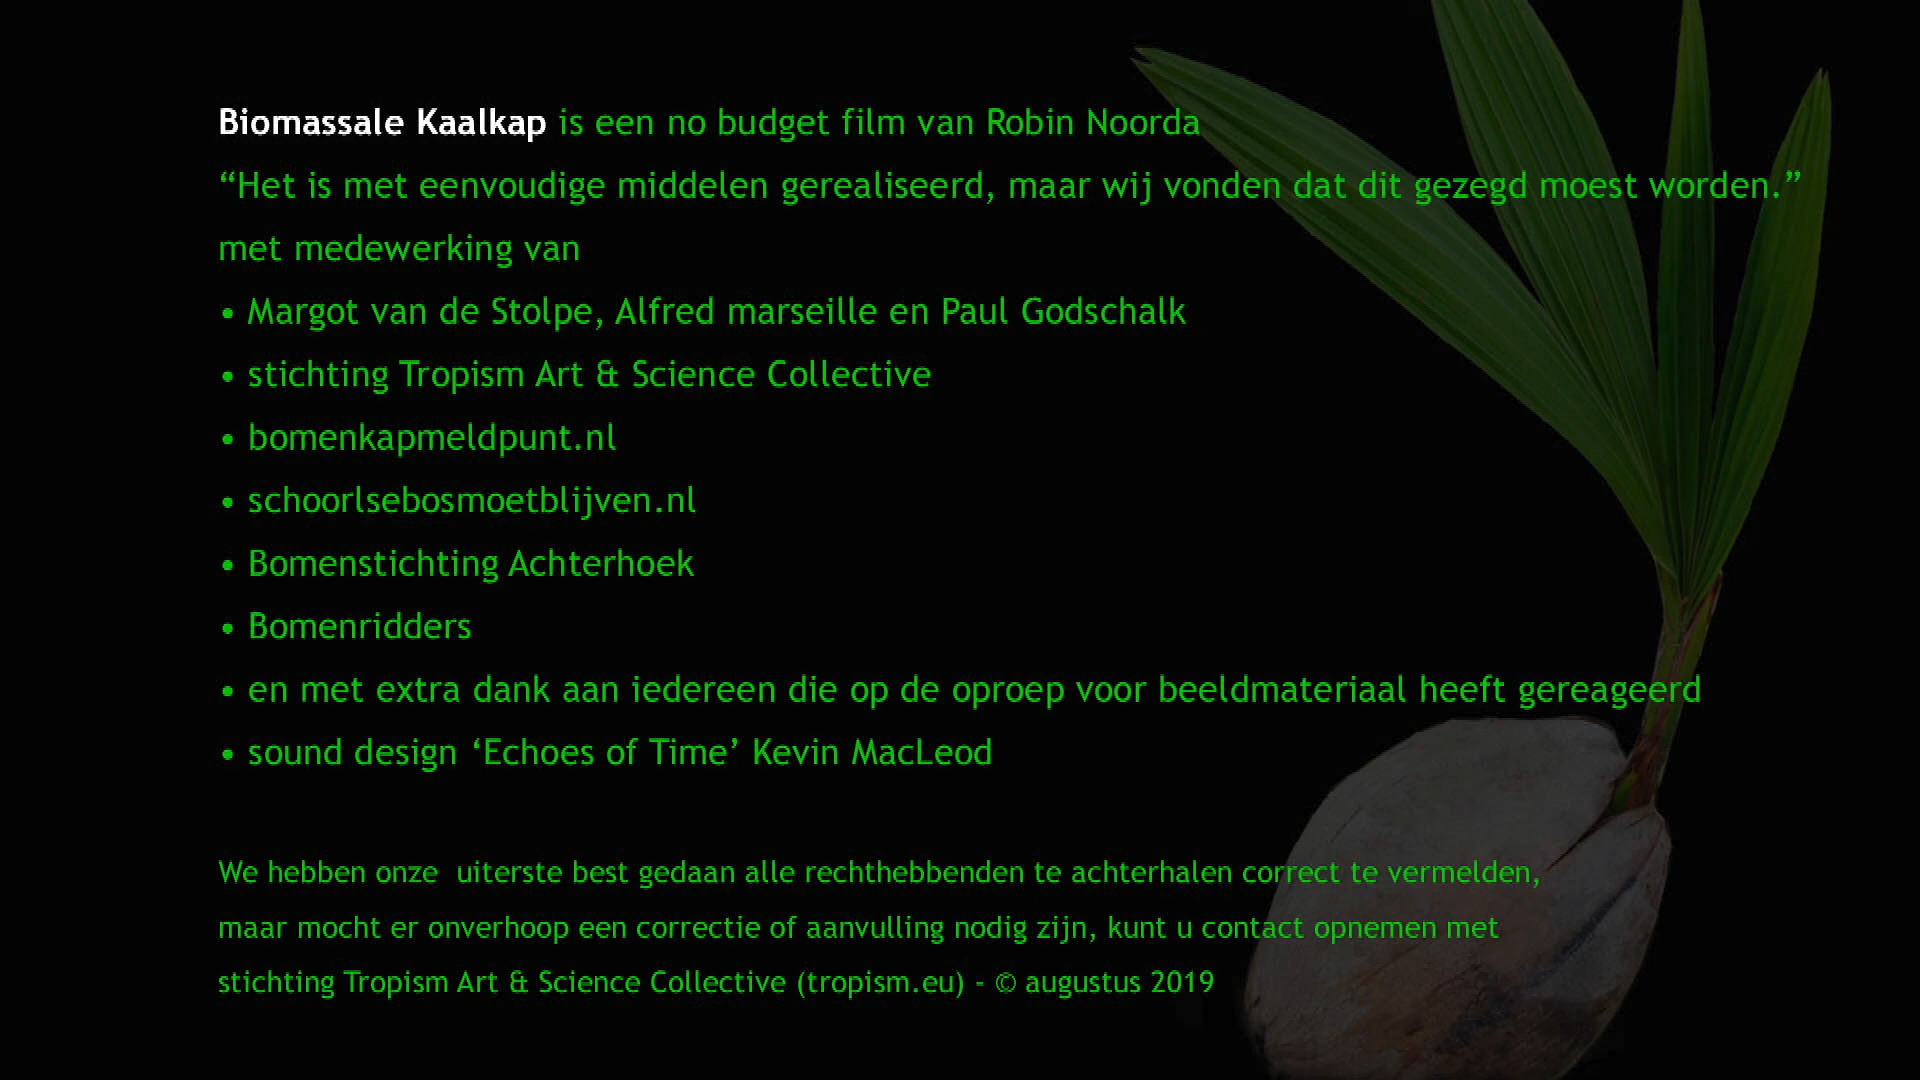 Biomassale Kaalkap is een no budget film van Robin Noorda
“Het is met eenvoudige middelen gerealiseerd, maar wij vonden dat dit gezegd moest worden.”
met medewerking van
• Margot van de Stolpe, Alfred marseille en Paul Godschalk
• stichting Tropism Art & Science Collective
• bomenkapmeldpunt.nl
• schoorlsebosmoetblijven.nl
• Bomenstichting Achterhoek
• Bomenridders
• en met extra dank aan iedereen die op de oproep voor beeldmateriaal heeft gereageerd
• sound design ‘Echoes of Time’ Kevin MacLeod
We hebben onze  uiterste best gedaan alle rechthebbenden te achterhalen correct te vermelden,
maar mocht er onverhoop een correctie of aanvulling nodig zijn, kunt u contact opnemen met
stichting Tropism Art & Science Collective (tropism.eu) - © augustus 2019